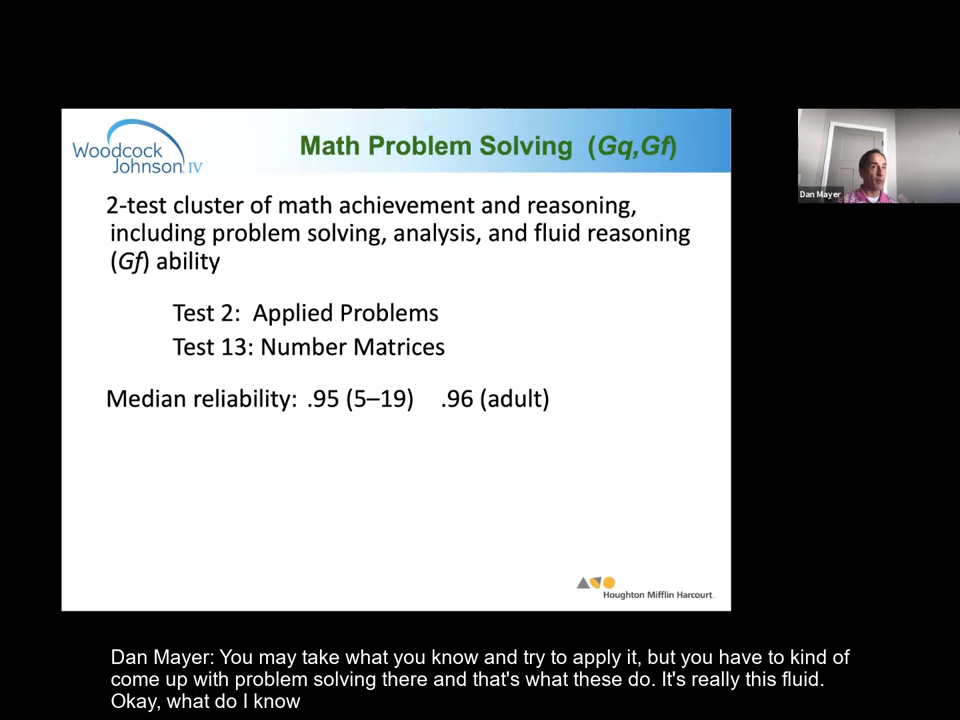 Woodcock
Johnson IV
Math Problem Solving (Gq,Gf)
2-test cluster of math achievement and reasoning,
including problem solving, analysis, and fluid reasoning
(Gf) ability
Test 2: Applied Problems
Test 13: Number Matrices
Median reliability: .95 (5–19) .96 (adult)
Houghton Mifflin Harcourt.
Dan Mayer
Dan Mayer: You may take what you know and try to apply it, but you have to kind of
come up with problem solving there and that's what these do. It's really this fluid.
Okay, what do I know